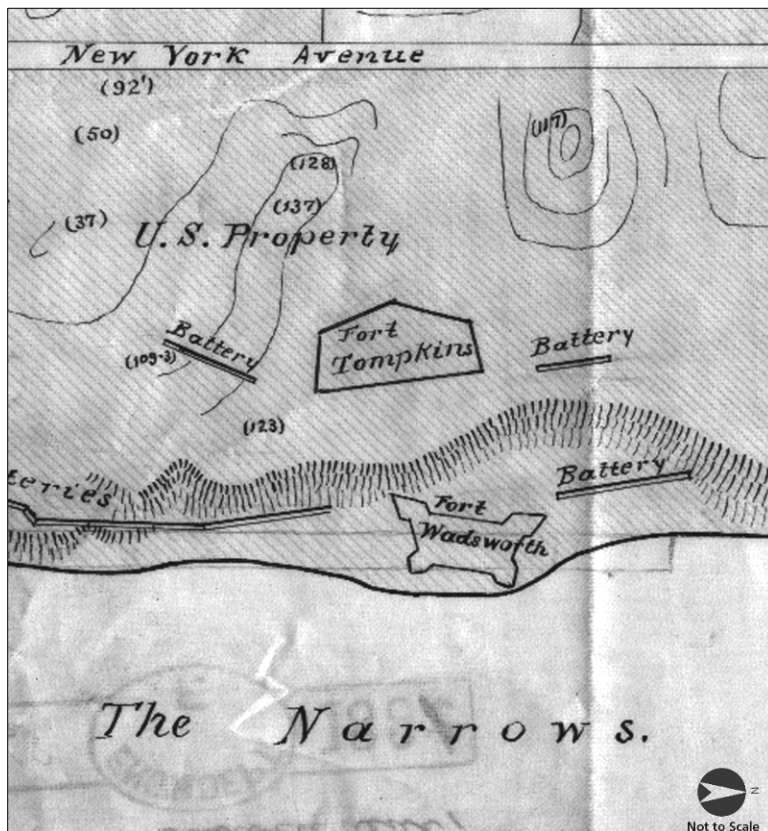 New York Avenue
(92')
(50)
(117)
(128)
(137)
(37)
U.S. Property
Battery
Fort
Tompkins
Battery
(109.3)
(123)
teries
Battery
Fort
Wadsworth
The Narrows.
N
Not to Scale